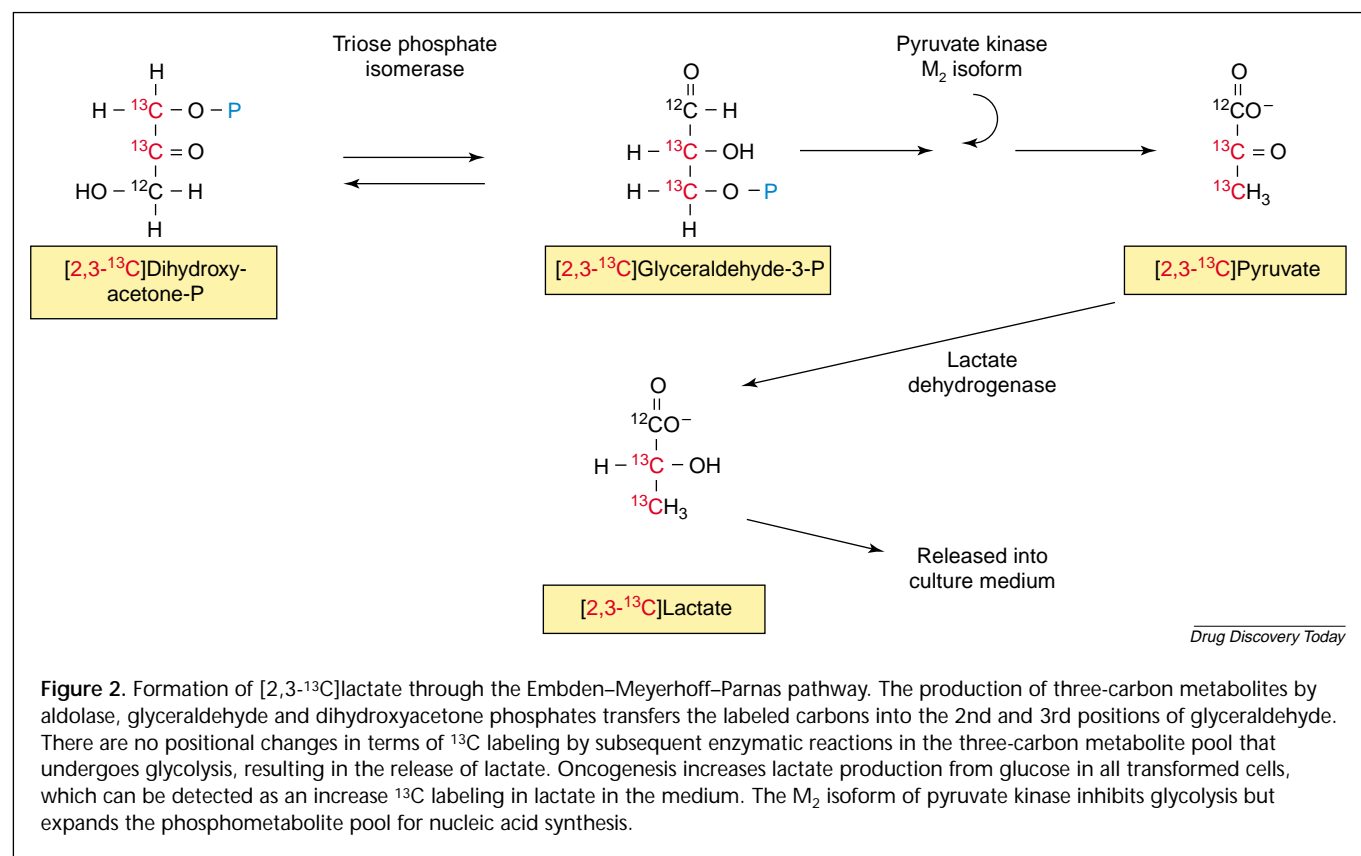 Triose phosphate
isomerase
Pyruvate kinase
M₂ isoform
H
H – ¹³C – O – P
¹³C = O
HO – ¹²C – H
H
O
¹²C – H
H – ¹³C – OH
H – ¹³C – O – P
H
O
¹²CO⁻
¹³C = O
¹³CH₃
[2,3-¹³C]Dihydroxy-
acetone-P
[2,3-¹³C]Glyceraldehyde-3-P
[2,3-¹³C]Pyruvate
Lactate
dehydrogenase
O
¹²CO⁻
H – ¹³C – OH
¹³CH₃
Released into
culture medium
[2,3-¹³C]Lactate
Drug Discovery Today
Figure 2. Formation of [2,3-¹³C]lactate through the Embden–Meyerhoff–Parnas pathway. The production of three-carbon metabolites by
aldolase, glyceraldehyde and dihydroxyacetone phosphates transfers the labeled carbons into the 2nd and 3rd positions of glyceraldehyde.
There are no positional changes in terms of ¹³C labeling by subsequent enzymatic reactions in the three-carbon metabolite pool that
undergoes glycolysis, resulting in the release of lactate. Oncogenesis increases lactate production from glucose in all transformed cells,
which can be detected as an increase ¹³C labeling in lactate in the medium. The M₂ isoform of pyruvate kinase inhibits glycolysis but
expands the phosphometabolite pool for nucleic acid synthesis.